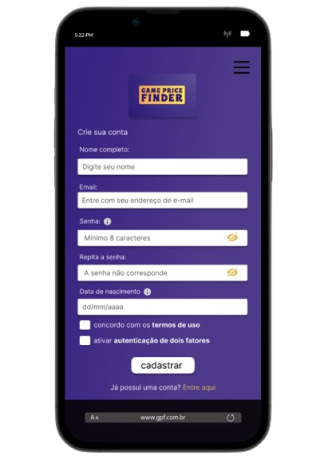 5:22 PM
GAME PRICE
FINDER
Crie sua conta
Nome completo:
Digite seu nome
Email:
Entre com seu endereço de e-mail
Senha:
Mínimo 8 caracteres
Repita a senha:
A senha não corresponde
Data de nascimento
dd/mm/aaaa
concordo com os termos de uso
ativar autenticação de dois fatores
cadastrar
Já possui uma conta? Entre aqui
AA www.gpf.com.br